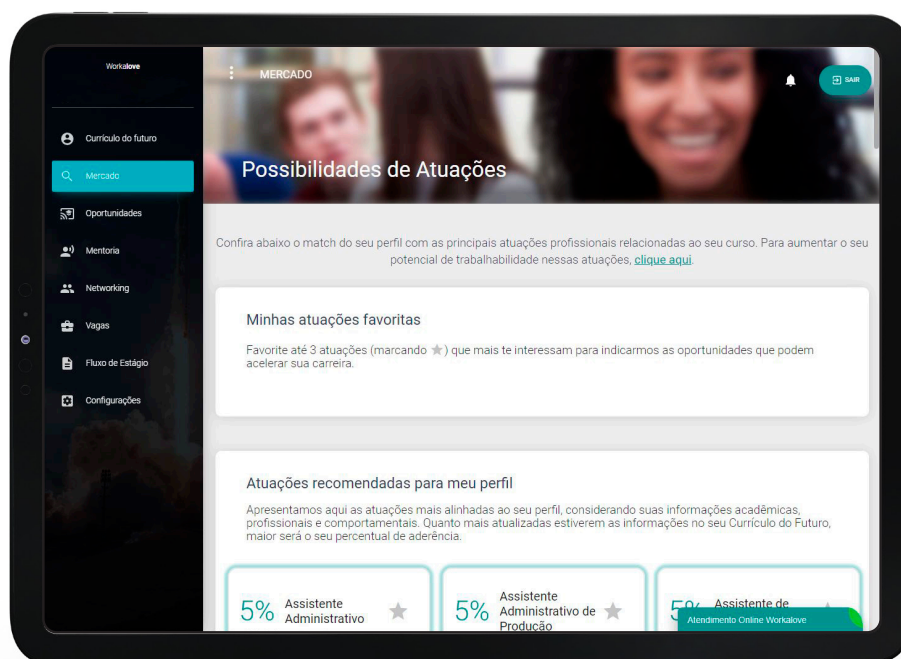 Workalove
MERCADO
SAIR
Currículo do futuro
Mercado
Oportunidades
Mentoria
Networking
Vagas
Fluxo de Estágio
Configurações
Possibilidades de Atuações
Confira abaixo o match do seu perfil com as principais atuações profissionais relacionadas ao seu curso. Para aumentar o seu
potencial de trabalhabilidade nessas atuações, clique aqui.
Minhas atuações favoritas
Favorite até 3 atuações (marcando ★) que mais te interessam para indicarmos as oportunidades que podem
acelerar sua carreira.
Atuações recomendadas para meu perfil
Apresentamos aqui as atuações mais alinhadas ao seu perfil, considerando suas informações acadêmicas,
profissionais e comportamentais. Quanto mais atualizadas estiverem as informações no seu Currículo do Futuro,
maior será o seu percentual de aderência.
5%
Assistente
Administrativo
5%
Assistente
Administrativo de
Produção
5%
Assistente de
Atendimento Online Workalove